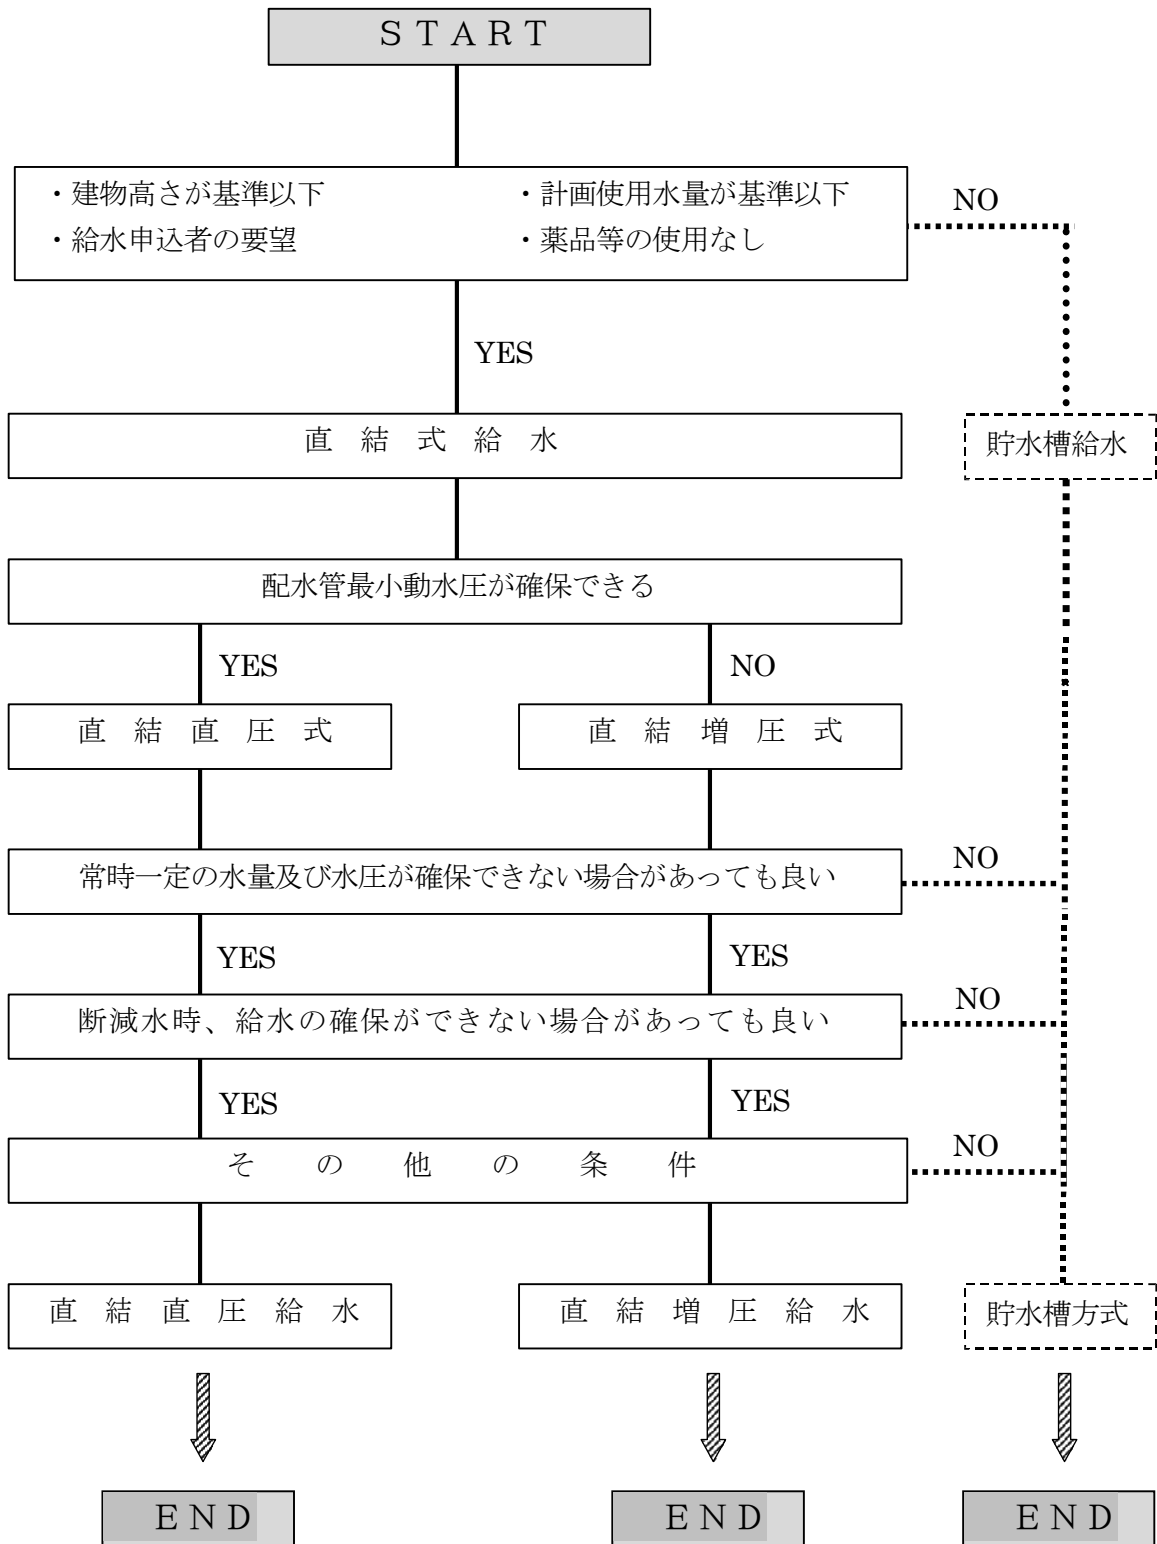 START
・建物高さが基準以下　・計画使用水量が基準以下
NO
・給水申込者の要望　・薬品等の使用なし
YES
直結式給水
貯水槽給水
配水管最小動水圧が確保できる
YES
NO
直結直圧式
直結増圧式
常時一定の水量及び水圧が確保できない場合があっても良い
NO
YES
YES
断減水時、給水の確保ができない場合があっても良い
NO
YES
YES
その他の条件
NO
直結直圧給水
直結増圧給水
貯水槽方式
END
END
END